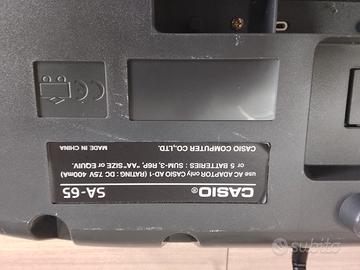 CASIO®
SA-65
use AC ADAPTOR only CASIO AD-1 (RATING: DC 7.5V 400mA)
or 5 BATTERIES : SUM-3, R6P, "AA"SIZE or EQUIV.
CASIO COMPUTER CO.,LTD.
MADE IN CHINA
CE
subito